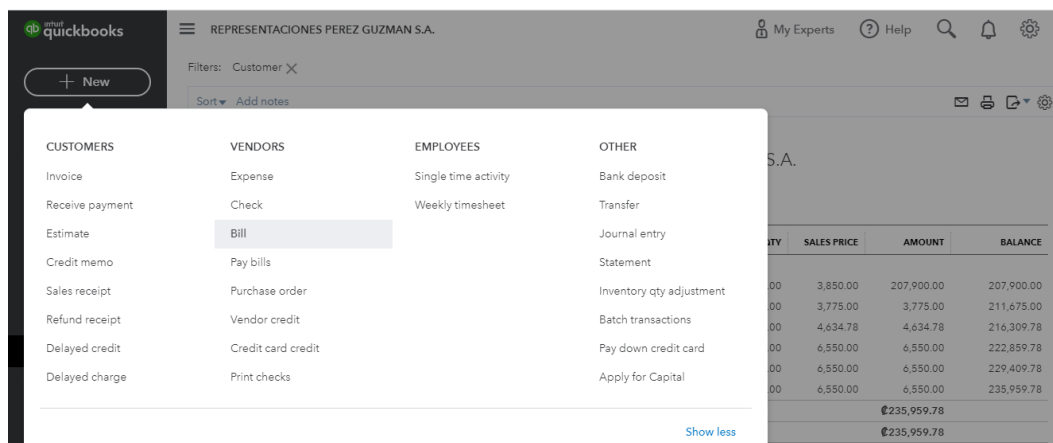 intuit
quickbooks
REPRESENTACIONES PEREZ GUZMAN S.A.
My Experts
Help
+ New
Filters: Customer
Sort Add notes
S.A.
CUSTOMERS
Invoice
Receive payment
Estimate
Credit memo
Sales receipt
Refund receipt
Delayed credit
Delayed charge
VENDORS
Expense
Check
Bill
Pay bills
Purchase order
Vendor credit
Credit card credit
Print checks
EMPLOYEES
Single time activity
Weekly timesheet
OTHER
Bank deposit
Transfer
Journal entry
Statement
Inventory qty adjustment
Batch transactions
Pay down credit card
Apply for Capital
Show less
SALES PRICE AMOUNT BALANCE
.00 3,850.00 207,900.00 207,900.00
.00 3,775.00 3,775.00 211,675.00
.00 4,634.78 4,634.78 216,309.78
.00 6,550.00 6,550.00 222,859.78
.00 6,550.00 6,550.00 229,409.78
.00 6,550.00 6,550.00 235,959.78
₡235,959.78
₡235,959.78